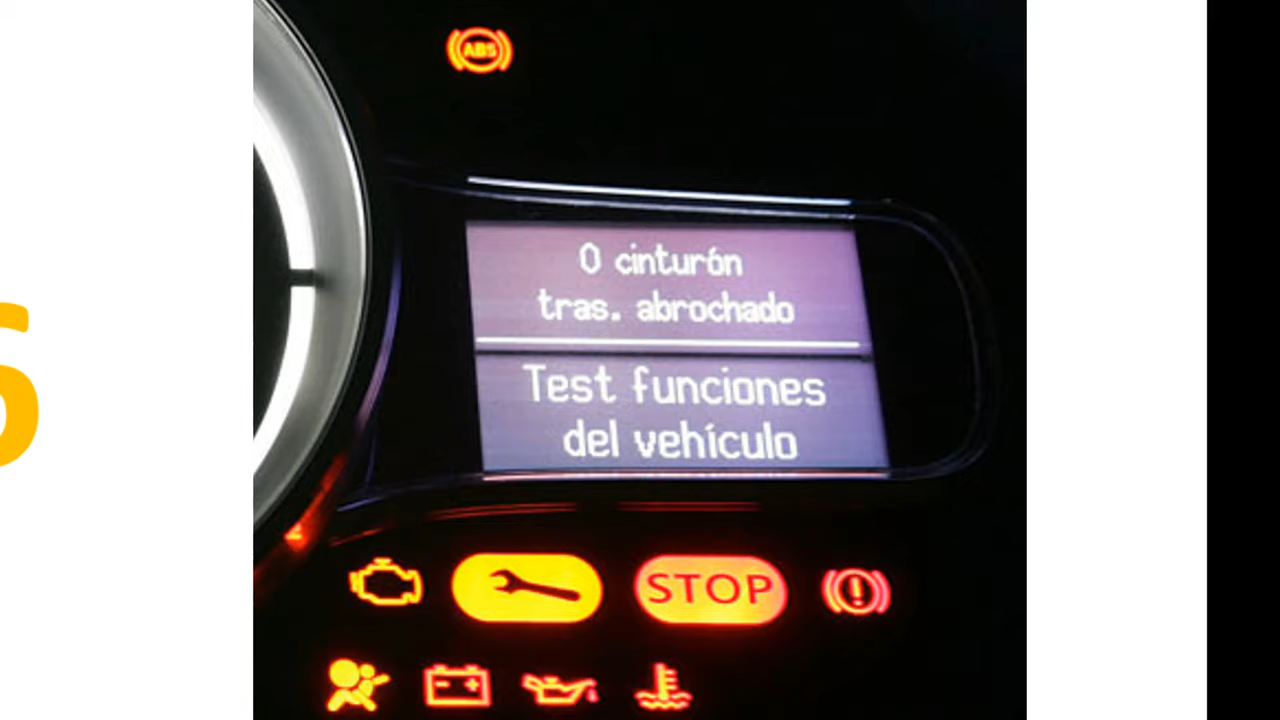 ABS
0 cinturón
tras. abrochado
Test funciones
del vehículo
STOP